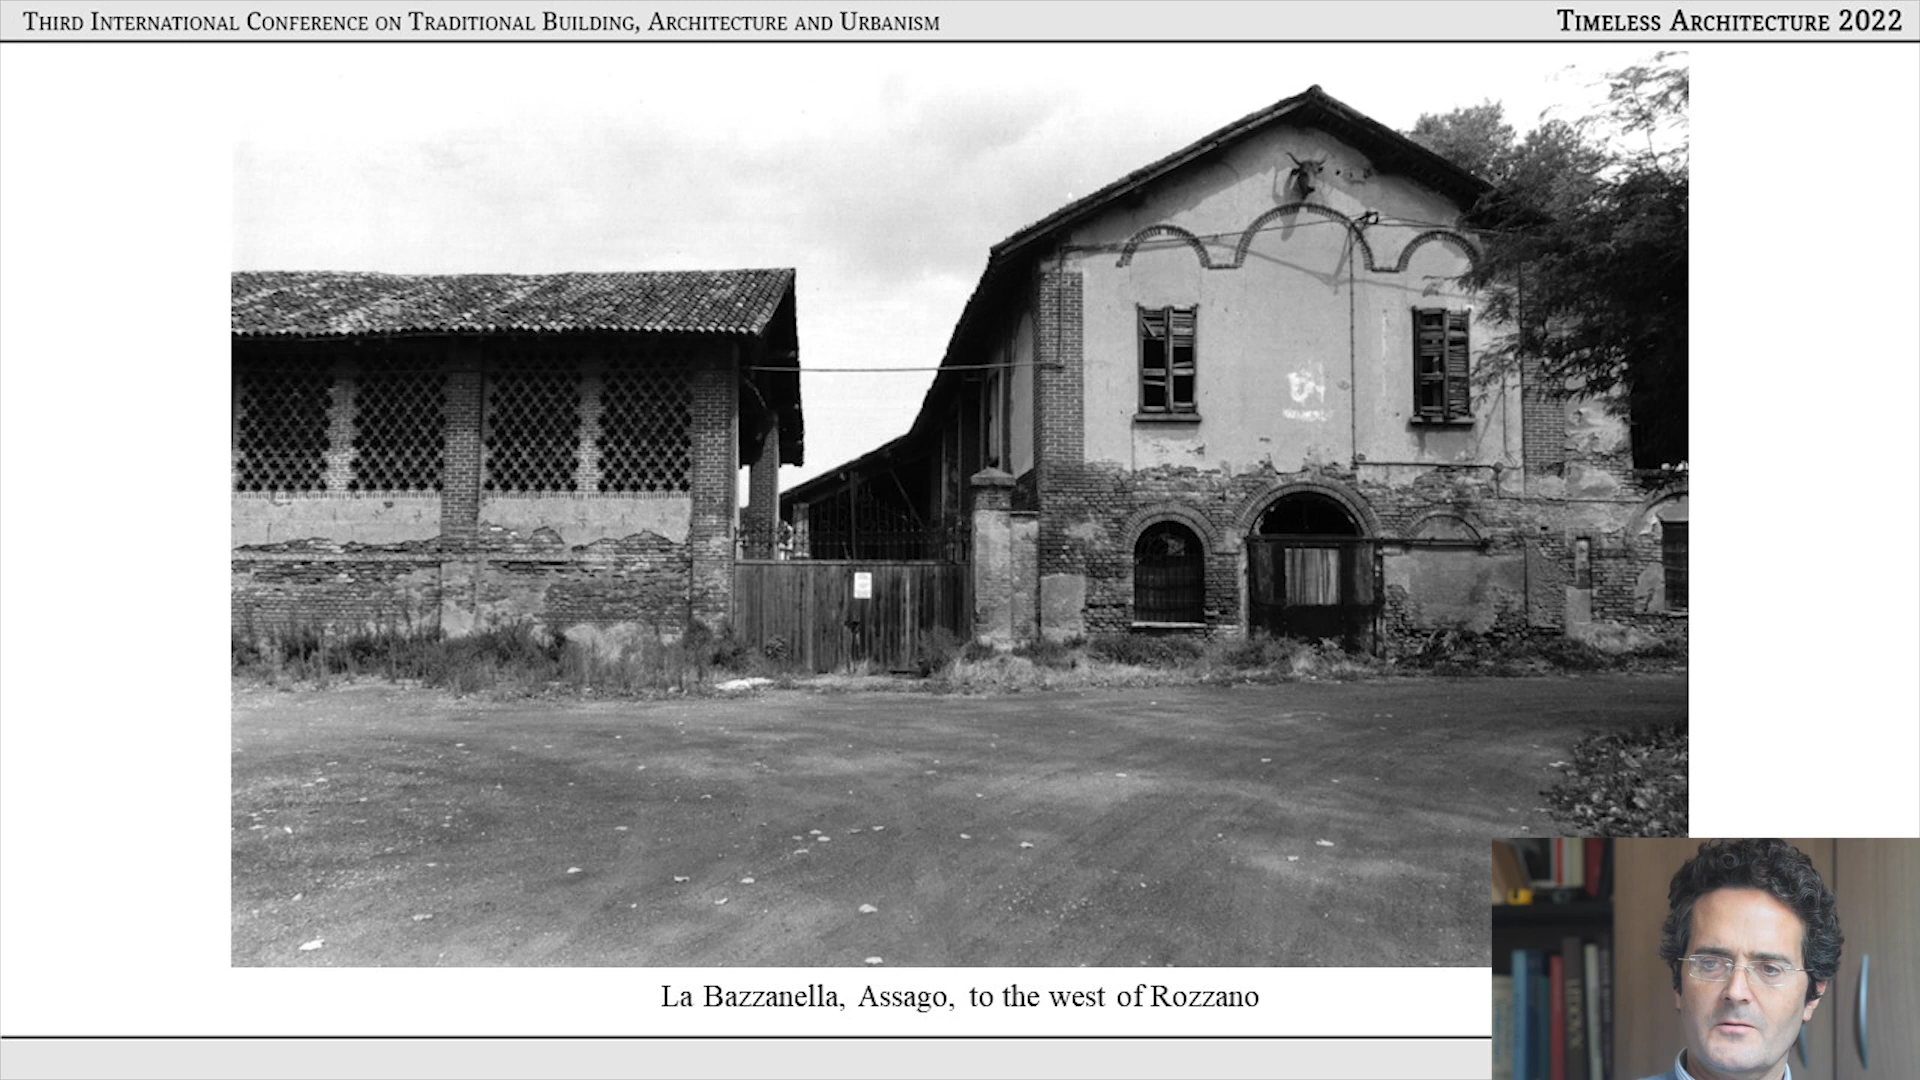 Third International Conference on Traditional Building, Architecture and Urbanism
Timeless Architecture 2022
La Bazzanella, Assago, to the west of Rozzano